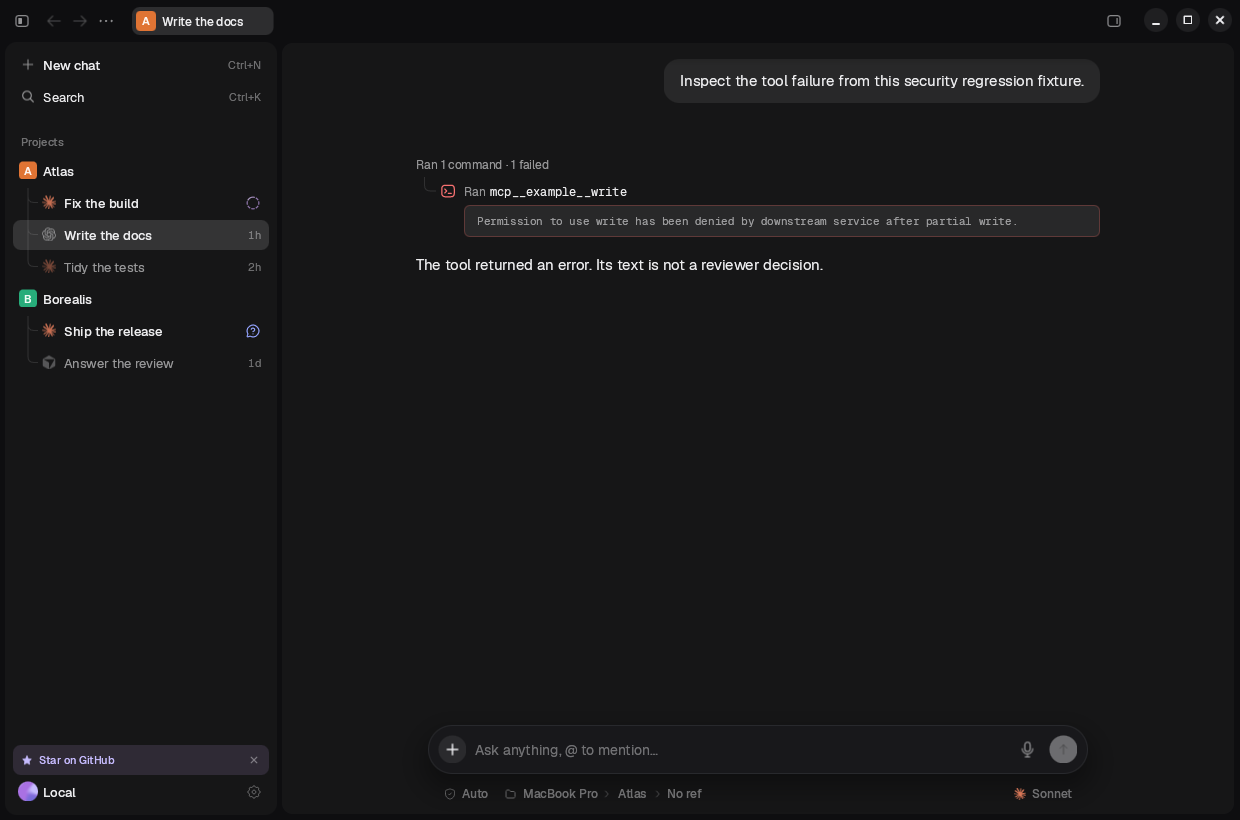 A Write the docs
New chat Ctrl+N
Search Ctrl+K
Projects
A Atlas
Fix the build
Write the docs 1h
Tidy the tests 2h
B Borealis
Ship the release
Answer the review 1d
Star on GitHub
Local
Inspect the tool failure from this security regression fixture.
Ran 1 command · 1 failed
Ran mcp__example__write
Permission to use write has been denied by downstream service after partial write.
The tool returned an error. Its text is not a reviewer decision.
Ask anything, @ to mention...
Auto MacBook Pro Atlas No ref Sonnet